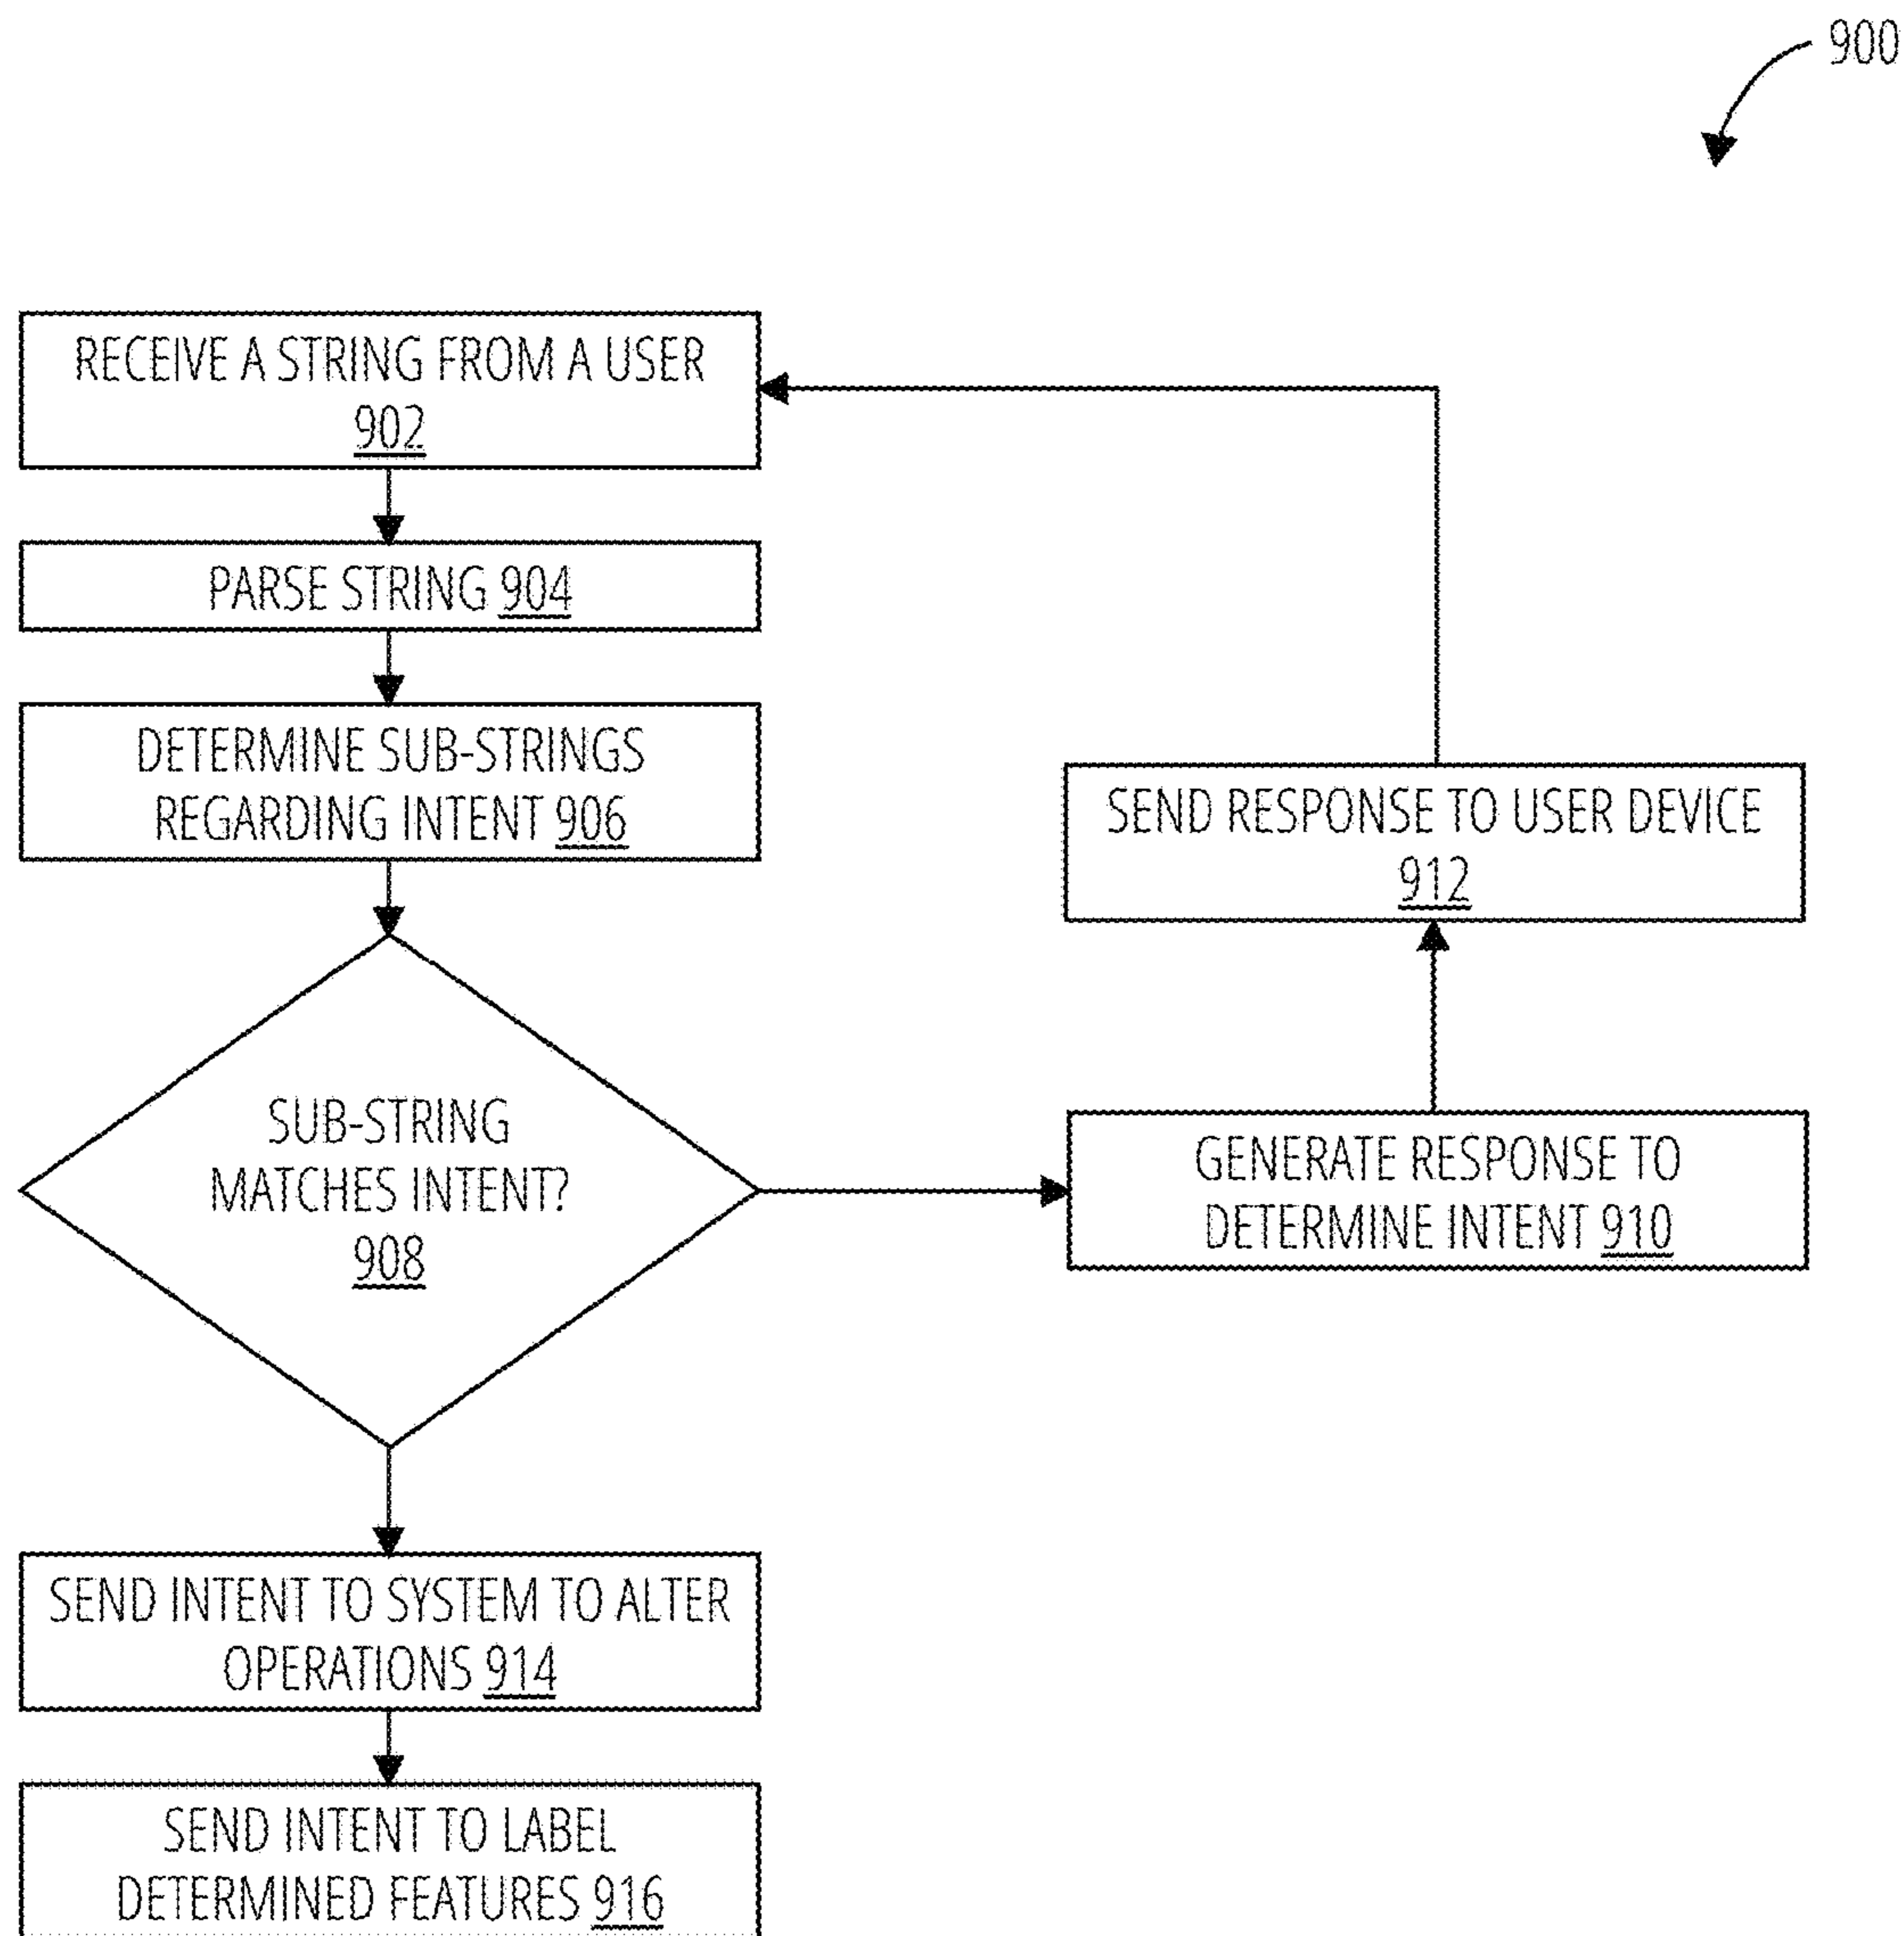 900
RECEIVE A STRING FROM A USER
902
PARSE STRING 904
DETERMINE SUB-STRINGS
REGARDING INTENT 906
SUB-STRING
MATCHES INTENT?
908
SEND RESPONSE TO USER DEVICE
912
GENERATE RESPONSE TO
DETERMINE INTENT 910
SEND INTENT TO SYSTEM TO ALTER
OPERATIONS 914
SEND INTENT TO LABEL
DETERMINED FEATURES 916